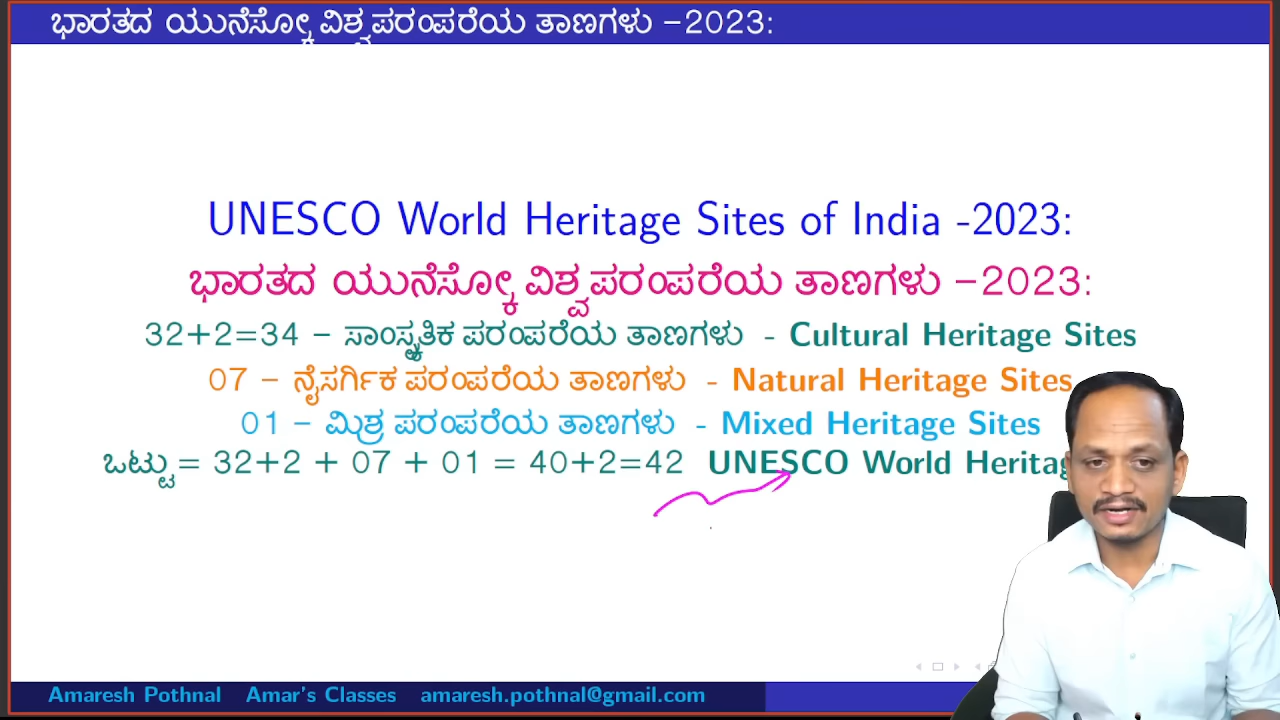 ಭಾರತದ ಯುನೆಸ್ಕೋ ವಿಶ್ವಪರಂಪರೆಯ ತಾಣಗಳು –2023:
UNESCO World Heritage Sites of India -2023:
ಭಾರತದ ಯುನೆಸ್ಕೋ ವಿಶ್ವಪರಂಪರೆಯ ತಾಣಗಳು –2023:
32+2=34 – ಸಾಂಸ್ಕೃತಿಕ ಪರಂಪರೆಯ ತಾಣಗಳು - Cultural Heritage Sites
07 – ನೈಸರ್ಗಿಕ ಪರಂಪರೆಯ ತಾಣಗಳು - Natural Heritage Sites
01 – ಮಿಶ್ರ ಪರಂಪರೆಯ ತಾಣಗಳು - Mixed Heritage Sites
ಒಟ್ಟು = 32+2 + 07 + 01 = 40+2=42 UNESCO World Heritag
Amaresh Pothnal Amar's Classes amaresh.pothnal@gmail.com